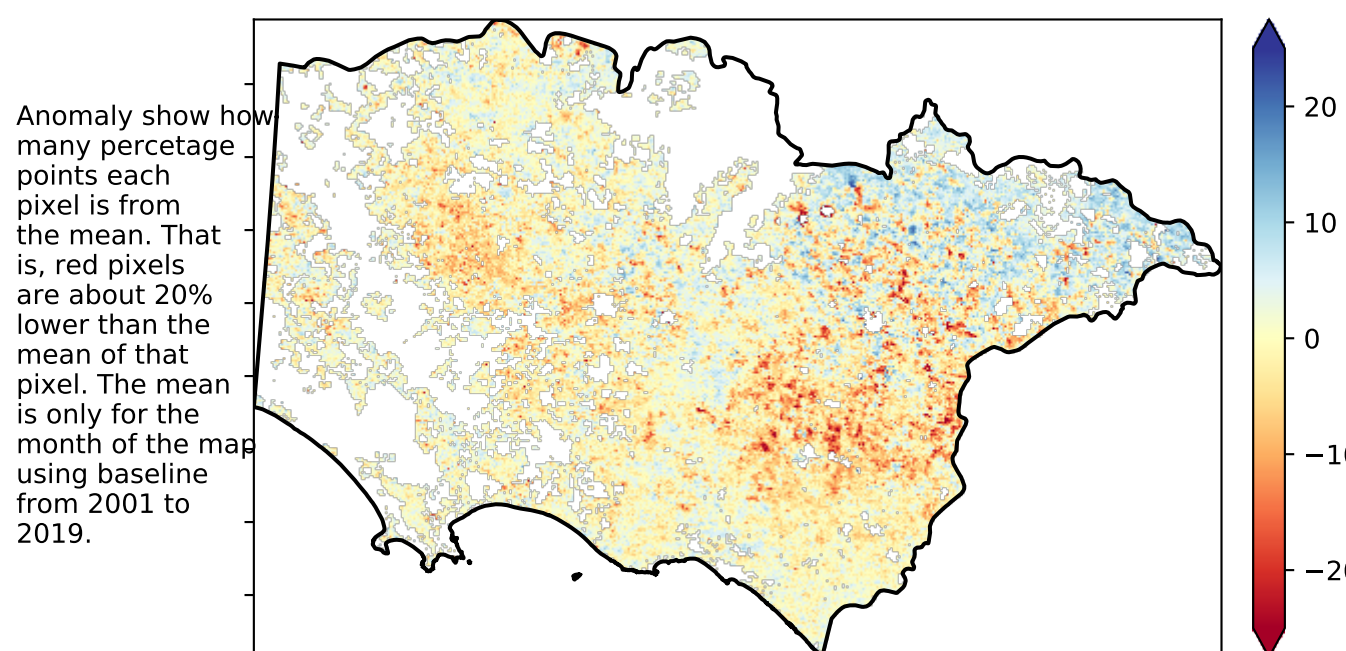 Anomaly show how
many percetage
points each
pixel is from
the mean. That
is, red pixels
are about 20%
lower than the
mean of that
pixel. The mean
is only for the
month of the map
using baseline
from 2001 to
2019.
20
10
0
−10
−20